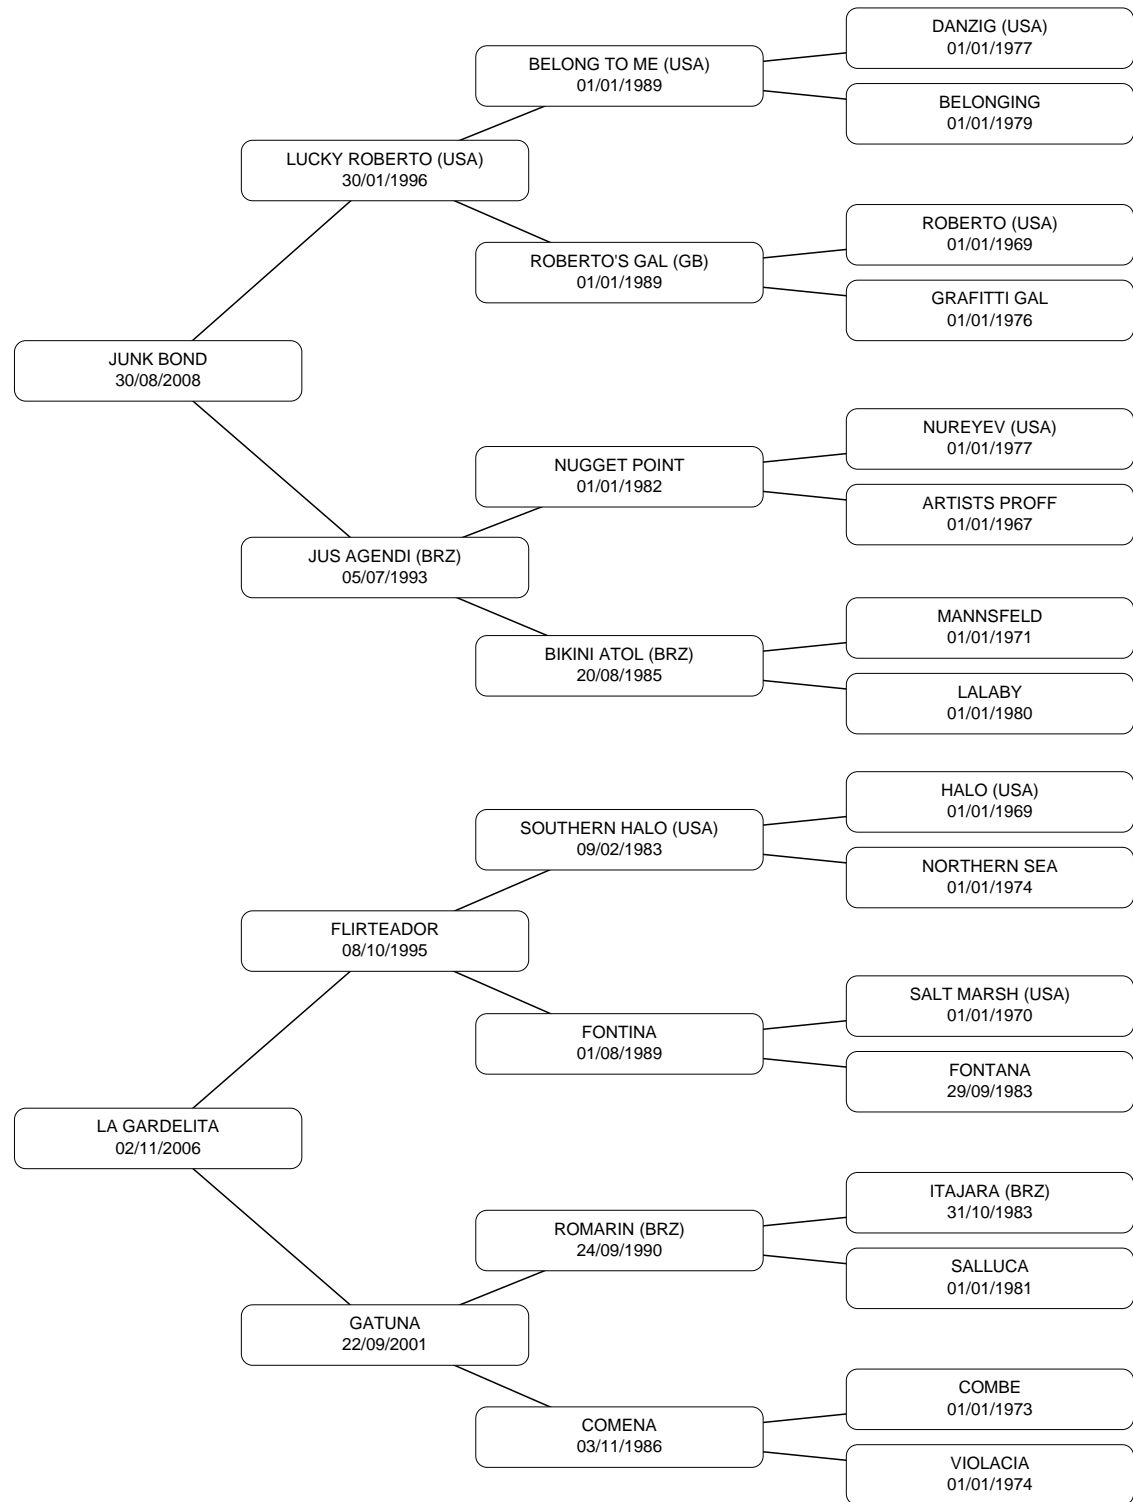 DANZIG (USA)
01/01/1977
BELONG TO ME (USA)
01/01/1989
BELONGING
01/01/1979
LUCKY ROBERTO (USA)
30/01/1996
ROBERTO (USA)
01/01/1969
ROBERTO'S GAL (GB)
01/01/1989
GRAFITTI GAL
01/01/1976
JUNK BOND
30/08/2008
NUREYEV (USA)
01/01/1977
NUGGET POINT
01/01/1982
ARTISTS PROFF
01/01/1967
JUS AGENDI (BRZ)
05/07/1993
MANNSFELD
01/01/1971
BIKINI ATOL (BRZ)
20/08/1985
LALABY
01/01/1980
HALO (USA)
01/01/1969
SOUTHERN HALO (USA)
09/02/1983
NORTHERN SEA
01/01/1974
FLIRTEADOR
08/10/1995
SALT MARSH (USA)
01/01/1970
FONTINA
01/08/1989
FONTANA
29/09/1983
LA GARDELITA
02/11/2006
ITAJARA (BRZ)
31/10/1983
ROMARIN (BRZ)
24/09/1990
SALLUCA
01/01/1981
GATUNA
22/09/2001
COMBE
01/01/1973
COMENA
03/11/1986
VIOLACIA
01/01/1974